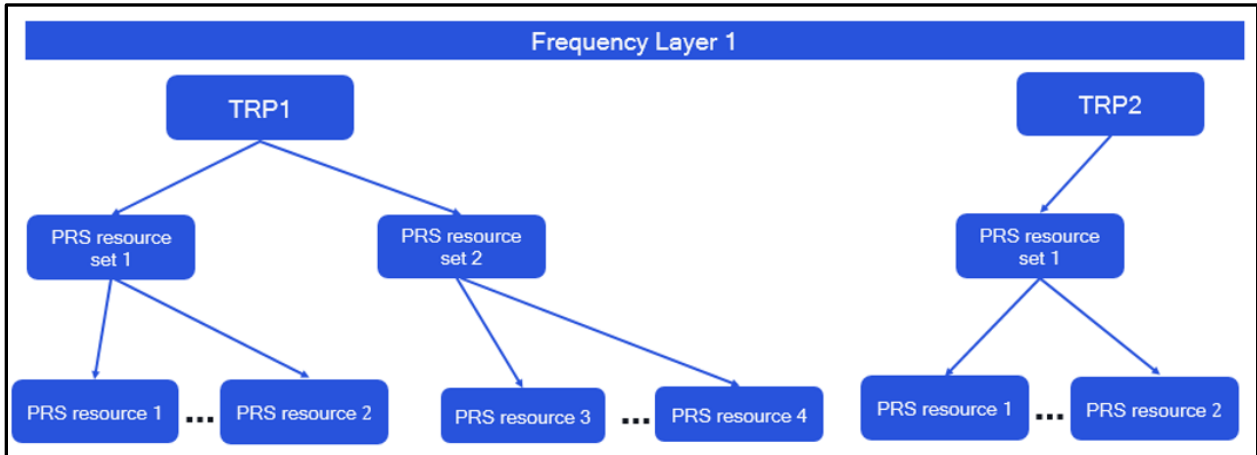 Frequency Layer 1
TRP1
TRP2
PRS resource
set 1
PRS resource
set 2
PRS resource
set 1
PRS resource 1
...
PRS resource 2
PRS resource 3
...
PRS resource 4
PRS resource 1
...
PRS resource 2